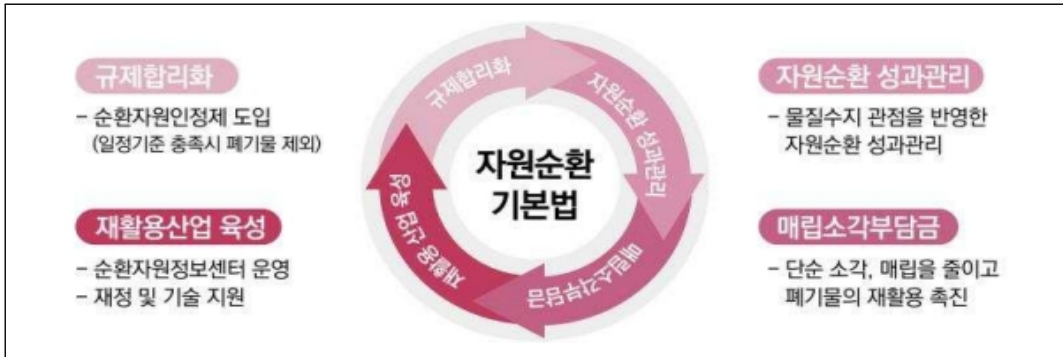 규제합리화
- 순환자원인정제 도입
(일정기준 충족시 폐기물 제외)
재활용산업 육성
- 순환자원정보센터 운영
- 재정 및 기술 지원
규제합리화
자원순환 성과관리
매립소각부담금
재활용 산업 육성
자원순환
기본법
자원순환 성과관리
- 물질수지 관점을 반영한
자원순환 성과관리
매립소각부담금
- 단순 소각, 매립을 줄이고
폐기물의 재활용 촉진